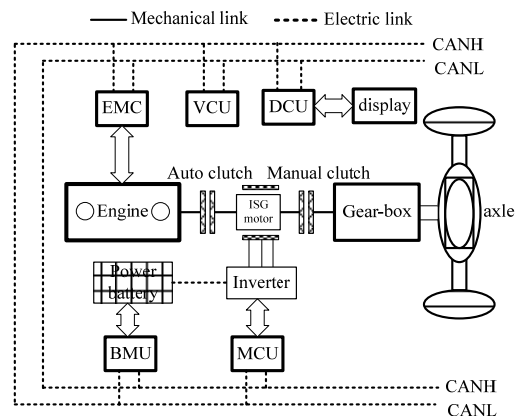 Mechanical link
Electric link
CANH
CANL
EMC
VCU
DCU
display
Auto clutch
Manual clutch
Engine
ISG
motor
Gear-box
axle
Power
battery
Inverter
BMU
MCU
CANH
CANL